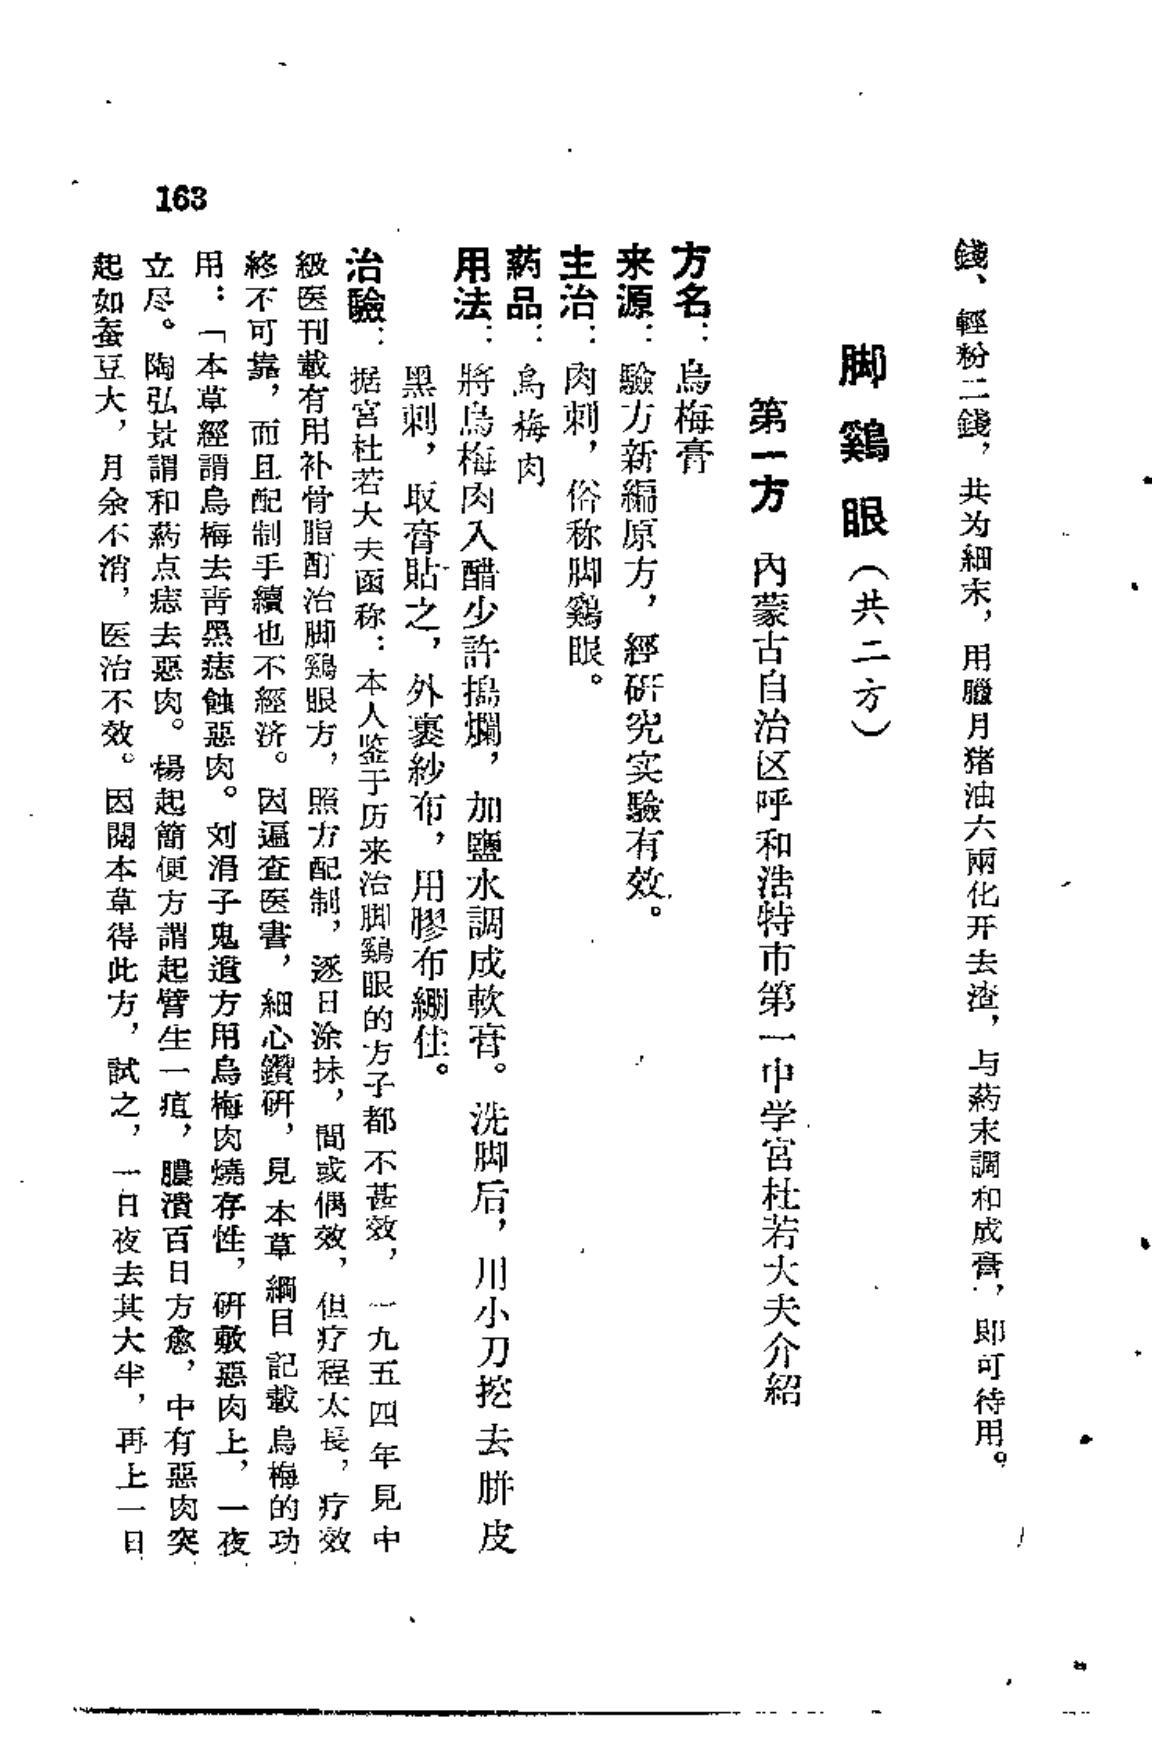 錢、輕粉二錢，共为細末，用臘月猪油六兩化开去渣，与葯末調和成膏，即可待用。
脚鷄眼（共二方）
第一方　內蒙古自治区呼和浩特市第一中学宮杜若大夫介紹
方名：烏梅膏
来源：驗方新編原方，經研究实驗有效。
主治：肉刺，俗称脚鷄眼。
葯品：烏梅肉
用法：將烏梅肉入醋少許搗爛，加鹽水調成軟膏。洗脚后，用小刀挖去胼皮
黑刺，取膏貼之，外裹紗布，用膠布綳住。
治驗：据宮杜若大夫函称：本人鉴于历来治脚鷄眼的方子都不甚效，一九五四年見中
級医刊載有用补骨脂酊治脚鷄眼方，照方配制，逐日涂抹，間或偶效，但疗程太長，疗效
終不可靠，而且配制手續也不經济。因遍查医書，細心鑽研，見本草綱目記載烏梅的功
用：「本草經謂烏梅去靑黑痣蝕惡肉。刘涓子鬼遺方用烏梅肉燒存性，研敷惡肉上，一夜
立尽。陶弘景謂和葯点痣去惡肉。楊起簡便方謂起臂生一疽，膿潰百日方愈，中有惡肉突
起如蚕豆大，月余不消，医治不效。因閱本草得此方，試之，一日夜去其大半，再上一日
163